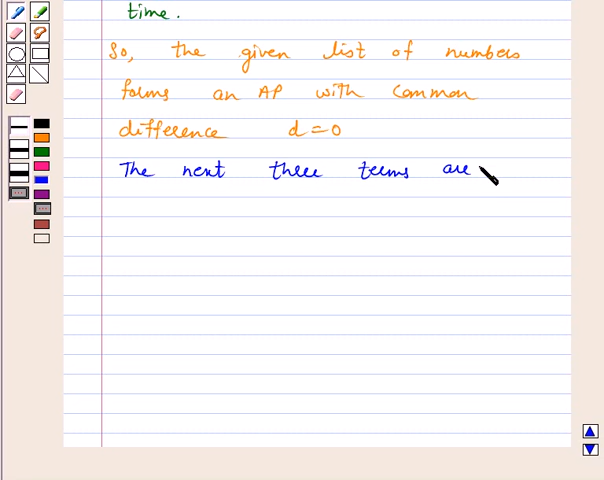 time.
So, the given list of numbers
forms an AP with common
difference d = 0
The next three terms are